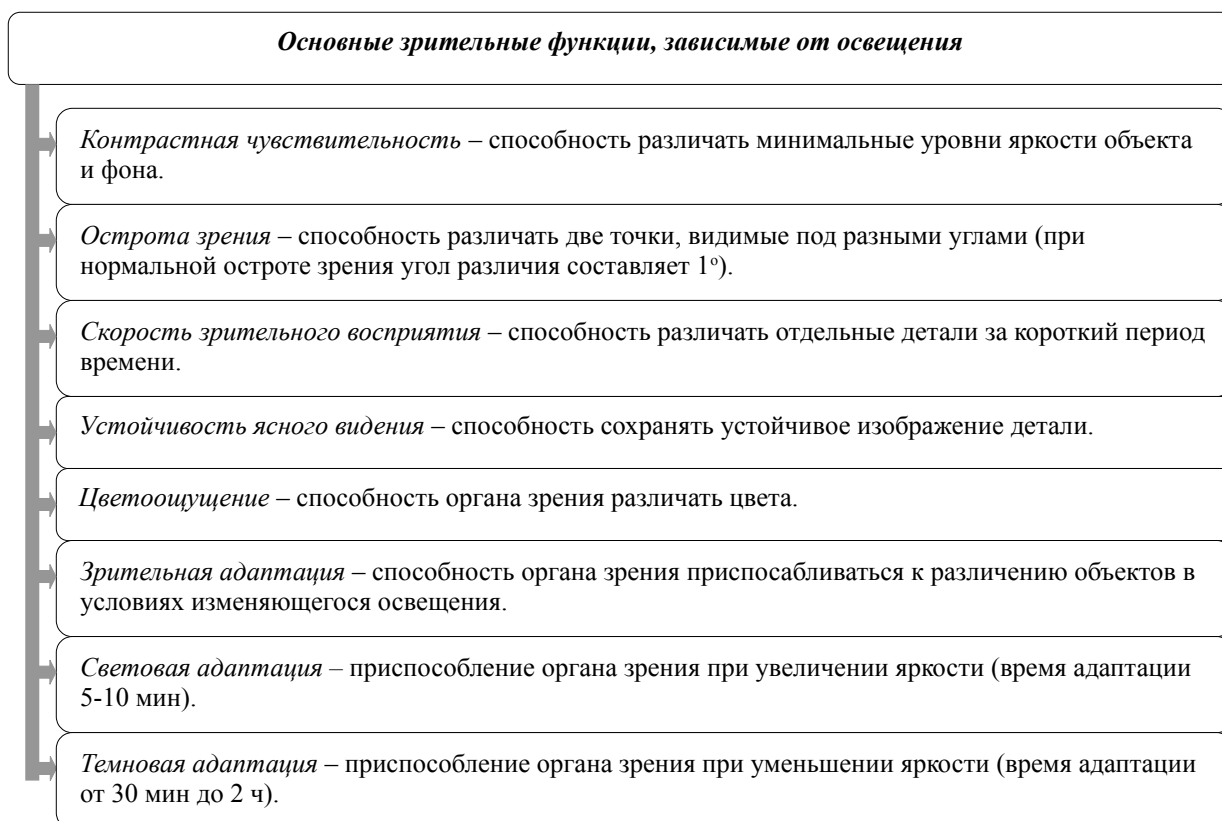 Основные зрительные функции, зависимые от освещения
Контрастная чувствительность – способность различать минимальные уровни яркости объекта
и фона.
Острота зрения – способность различать две точки, видимые под разными углами (при
нормальной остроте зрения угол различия составляет 1º).
Скорость зрительного восприятия – способность различать отдельные детали за короткий период
времени.
Устойчивость ясного видения – способность сохранять устойчивое изображение детали.
Цветоощущение – способность органа зрения различать цвета.
Зрительная адаптация – способность органа зрения приспосабливаться к различению объектов в
условиях изменяющегося освещения.
Световая адаптация – приспособление органа зрения при увеличении яркости (время адаптации
5-10 мин).
Темновая адаптация – приспособление органа зрения при уменьшении яркости (время адаптации
от 30 мин до 2 ч).